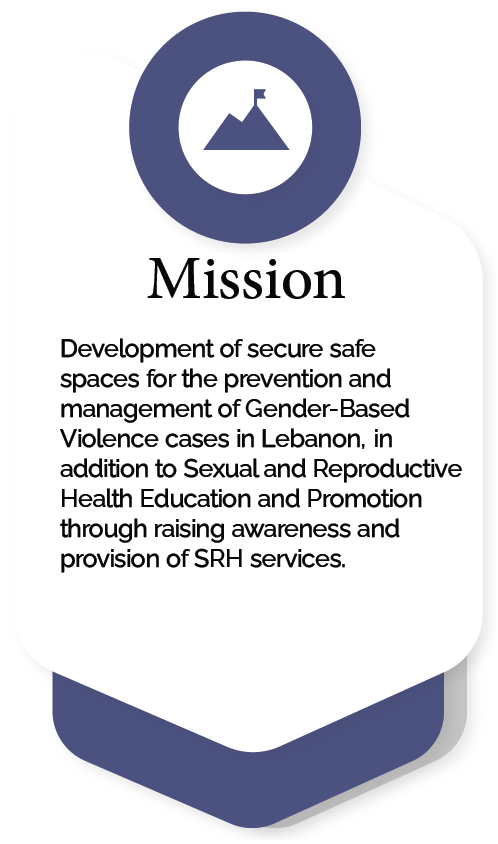 Mission
Development of secure safe
spaces for the prevention and
management of Gender-Based
Violence cases in Lebanon, in
addition to Sexual and Reproductive
Health Education and Promotion
through raising awareness and
provision of SRH services.